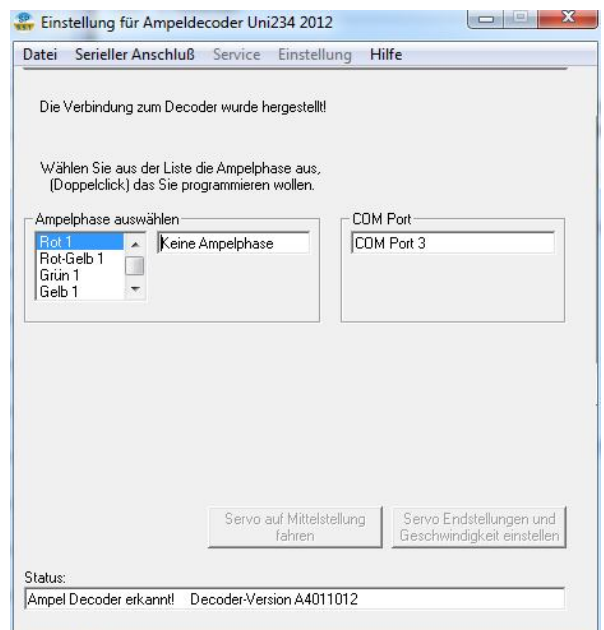 Einstellung für Ampeldecoder Uni234 2012
Datei Serieller Anschluß Service Einstellung Hilfe
Die Verbindung zum Decoder wurde hergestellt!
Wählen Sie aus der Liste die Ampelphase aus,
(Doppelclick) das Sie programmieren wollen.
Ampelphase auswählen
COM Port
Rot 1
Keine Ampelphase
COM Port 3
Rot-Gelb 1
Grün 1
Gelb 1
Servo auf Mittelstellung
fahren
Servo Endstellungen und
Geschwindigkeit einstellen
Status:
Ampel Decoder erkannt! Decoder-Version A4011012